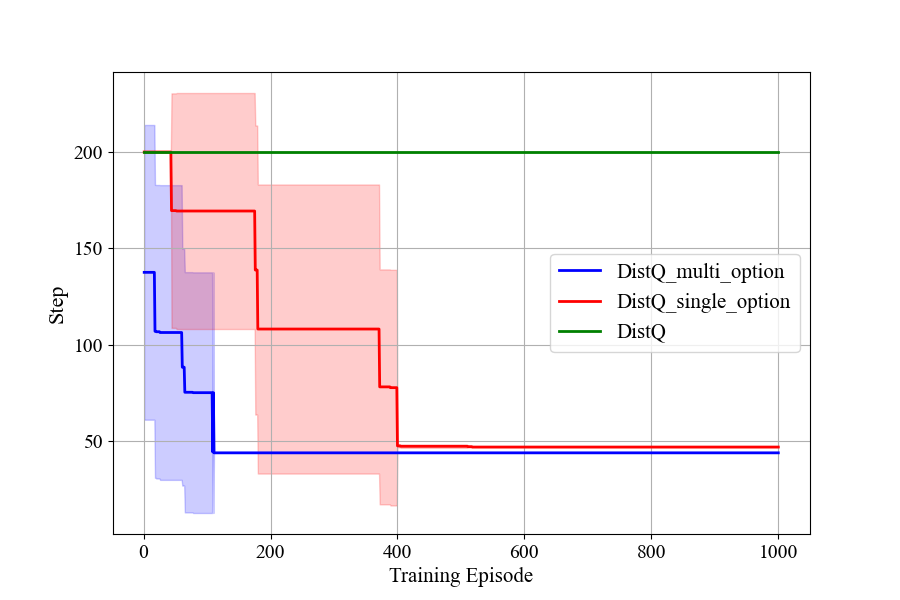 200
150
100
50
Step
DistQ_multi_option
DistQ_single_option
DistQ
0 200 400 600 800 1000
Training Episode